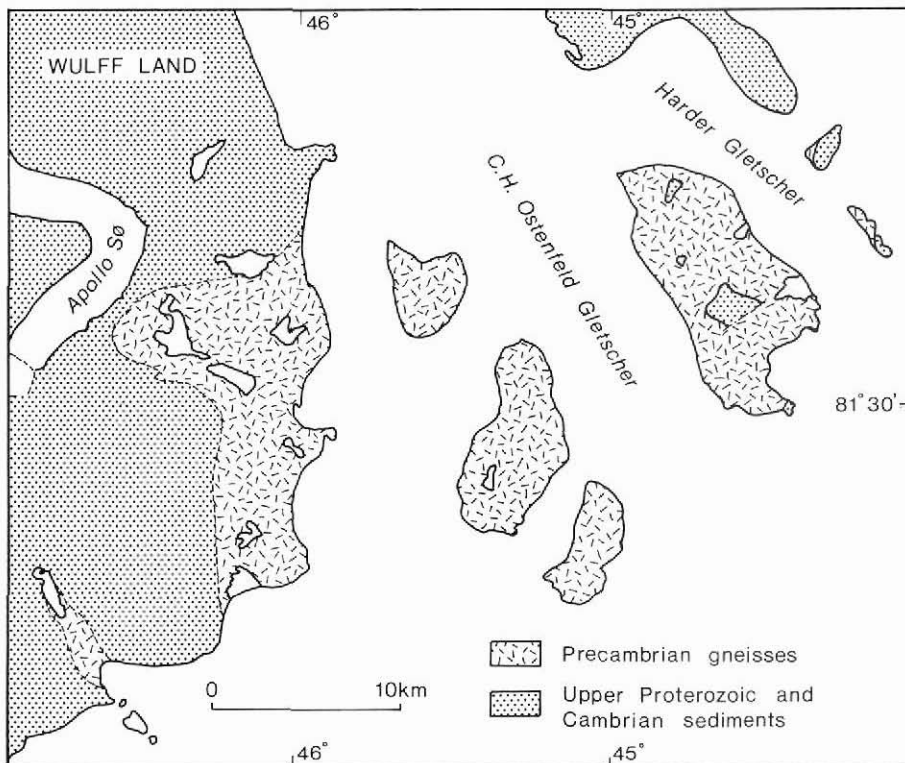 46°
45°
WULFF LAND
Harder Gletscher
C.H. Ostenfeld Gletscher
Apollo Sø
81°30'
Precambrian gneisses
0 10km
Upper Proterozoic and
Cambrian sediments
46°
45°